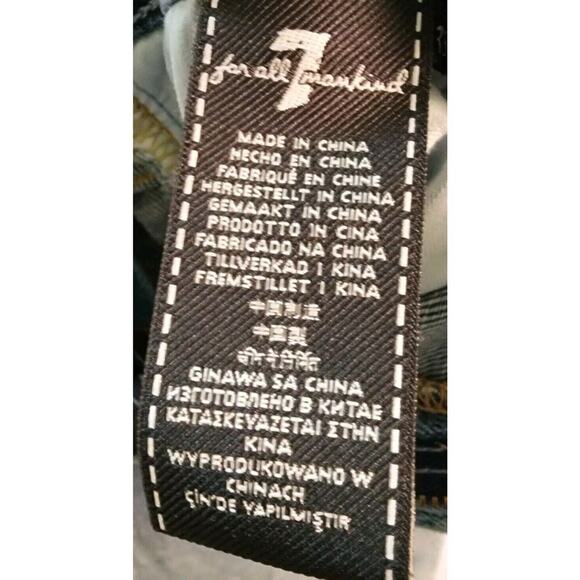 7
for all mankind
MADE IN CHINA
HECHO EN CHINA
FABRIQUÉ EN CHINE
HERGESTELLT IN CHINA
GEMAAKT IN CHINA
PRODOTTO IN CINA
FABRICADO NA CHINA
TILLVERKAD I KINA
FREMSTILLET I KINA
中国制造
中國製
चीन में निर्मित
GINAWA SA CHINA
ИЗГОТОВЛЕНО В КИТАЕ
ΚΑΤΑΣΚΕΥΑΖΕΤΑΙ ΣΤΗΝ
ΚΙΝΑ
WYPRODUKOWANO W
CHINACH
ÇİN'DE YAPILMIŞTIR